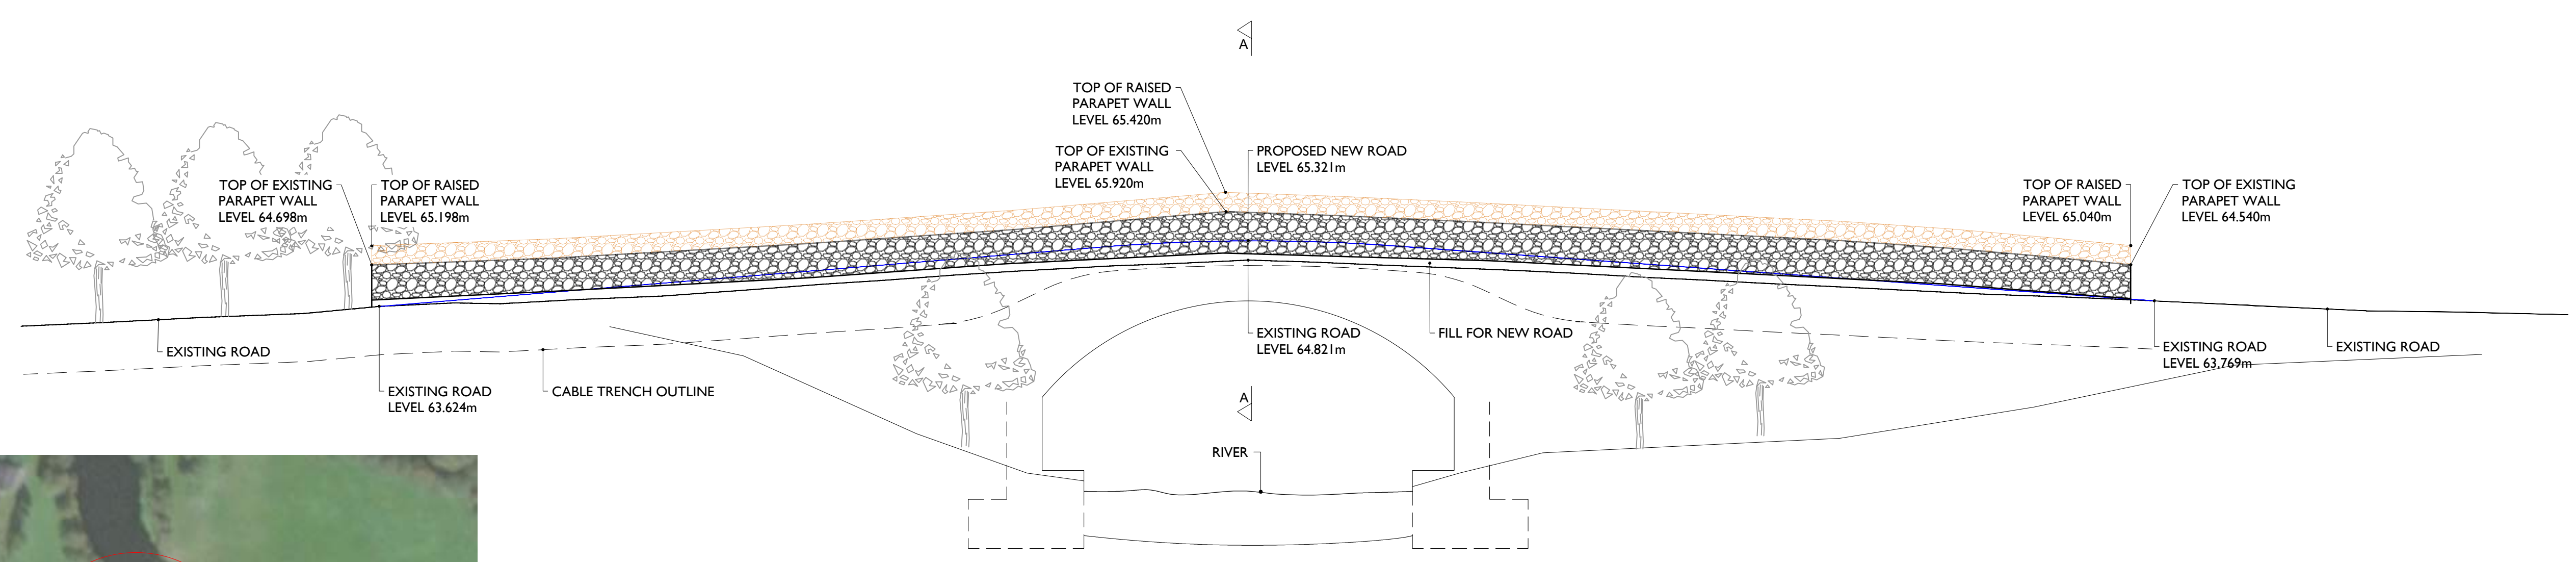 A
TOP OF RAISED
PARAPET WALL
LEVEL 65.420m
TOP OF EXISTING
PARAPET WALL
LEVEL 65.920m
PROPOSED NEW ROAD
LEVEL 65.321m
TOP OF EXISTING
PARAPET WALL
LEVEL 64.698m
TOP OF RAISED
PARAPET WALL
LEVEL 65.198m
TOP OF RAISED
PARAPET WALL
LEVEL 65.040m
TOP OF EXISTING
PARAPET WALL
LEVEL 64.540m
EXISTING ROAD
EXISTING ROAD
LEVEL 63.624m
CABLE TRENCH OUTLINE
EXISTING ROAD
LEVEL 64.821m
FILL FOR NEW ROAD
EXISTING ROAD
LEVEL 63.769m
EXISTING ROAD
A
RIVER